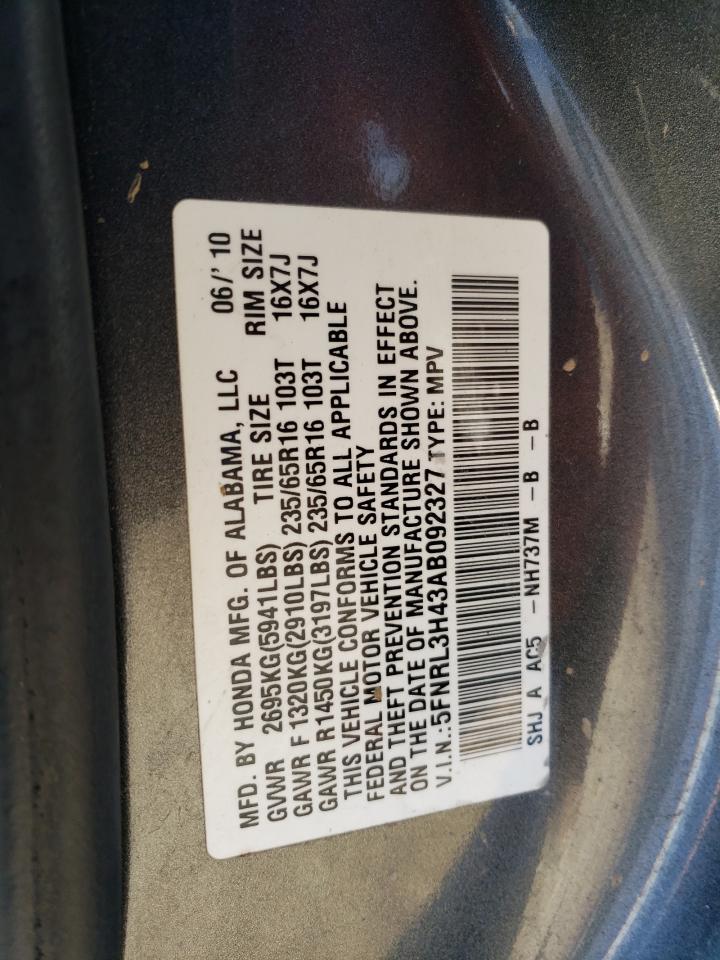 MFD. BY HONDA MFG. OF ALABAMA, LLC 06/'10
GVWR 2695KG(5941LBS) TIRE SIZE RIM SIZE
GAWR F 1320KG(2910LBS) 235/65R16 103T 16X7J
GAWR R1450KG(3197LBS) 235/65R16 103T 16X7J
THIS VEHICLE CONFORMS TO ALL APPLICABLE
FEDERAL MOTOR VEHICLE SAFETY
AND THEFT PREVENTION STANDARDS IN EFFECT
ON THE DATE OF MANUFACTURE SHOWN ABOVE.
V.I.N.:5FNRL3H43AB092327 TYPE: MPV
SHJ A AC5 -NH737M -B -B